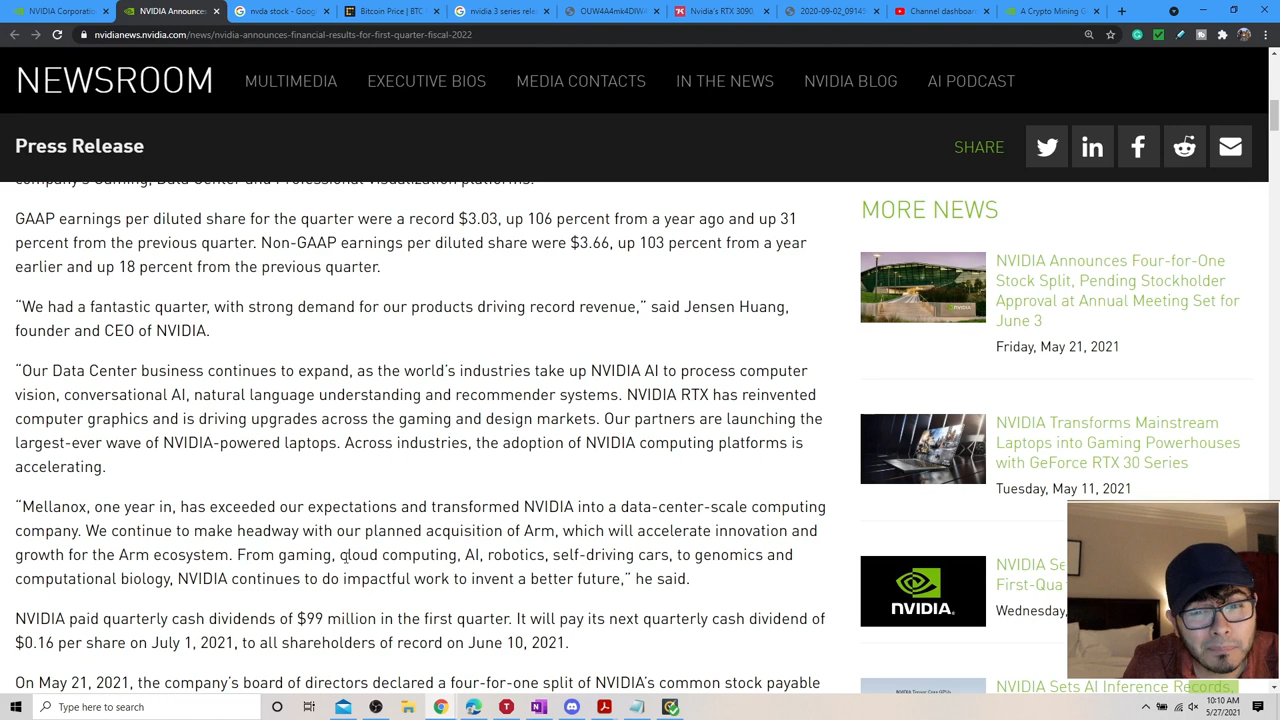 NVIDIA Corporatio
NVIDIA Announce
nvda stock - Goog
Bitcoin Price | BTC
nvidia 3 series rele
OUW4A4mk4DIWA
Nvidia's RTX 3090
2020-09-02_09145
Channel dashboard
A Crypto Mining G
nvidianews.nvidia.com/news/nvidia-announces-financial-results-for-first-quarter-fiscal-2022
NEWSROOM
MULTIMEDIA
EXECUTIVE BIOS
MEDIA CONTACTS
IN THE NEWS
NVIDIA BLOG
AI PODCAST
Press Release
SHARE
company's Gaming, Data Center and Professional Visualization platforms.
GAAP earnings per diluted share for the quarter were a record $3.03, up 106 percent from a year ago and up 31
percent from the previous quarter. Non-GAAP earnings per diluted share were $3.66, up 103 percent from a year
earlier and up 18 percent from the previous quarter.
“We had a fantastic quarter, with strong demand for our products driving record revenue,” said Jensen Huang,
founder and CEO of NVIDIA.
“Our Data Center business continues to expand, as the world’s industries take up NVIDIA AI to process computer
vision, conversational AI, natural language understanding and recommender systems. NVIDIA RTX has reinvented
computer graphics and is driving upgrades across the gaming and design markets. Our partners are launching the
largest-ever wave of NVIDIA-powered laptops. Across industries, the adoption of NVIDIA computing platforms is
accelerating.
“Mellanox, one year in, has exceeded our expectations and transformed NVIDIA into a data-center-scale computing
company. We continue to make headway with our planned acquisition of Arm, which will accelerate innovation and
growth for the Arm ecosystem. From gaming, cloud computing, AI, robotics, self-driving cars, to genomics and
computational biology, NVIDIA continues to do impactful work to invent a better future,” he said.
NVIDIA paid quarterly cash dividends of $99 million in the first quarter. It will pay its next quarterly cash dividend of
$0.16 per share on July 1, 2021, to all shareholders of record on June 10, 2021.
On May 21, 2021, the company’s board of directors declared a four-for-one split of NVIDIA’s common stock payable
MORE NEWS
NVIDIA Announces Four-for-One
Stock Split, Pending Stockholder
Approval at Annual Meeting Set for
June 3
Friday, May 21, 2021
NVIDIA Transforms Mainstream
Laptops into Gaming Powerhouses
with GeForce RTX 30 Series
Tuesday, May 11, 2021
NVIDIA
NVIDIA Se
First-Qua
Wednesday,
NVIDIA Sets AI Inference Records,
Type here to search
10:10 AM
5/27/2021